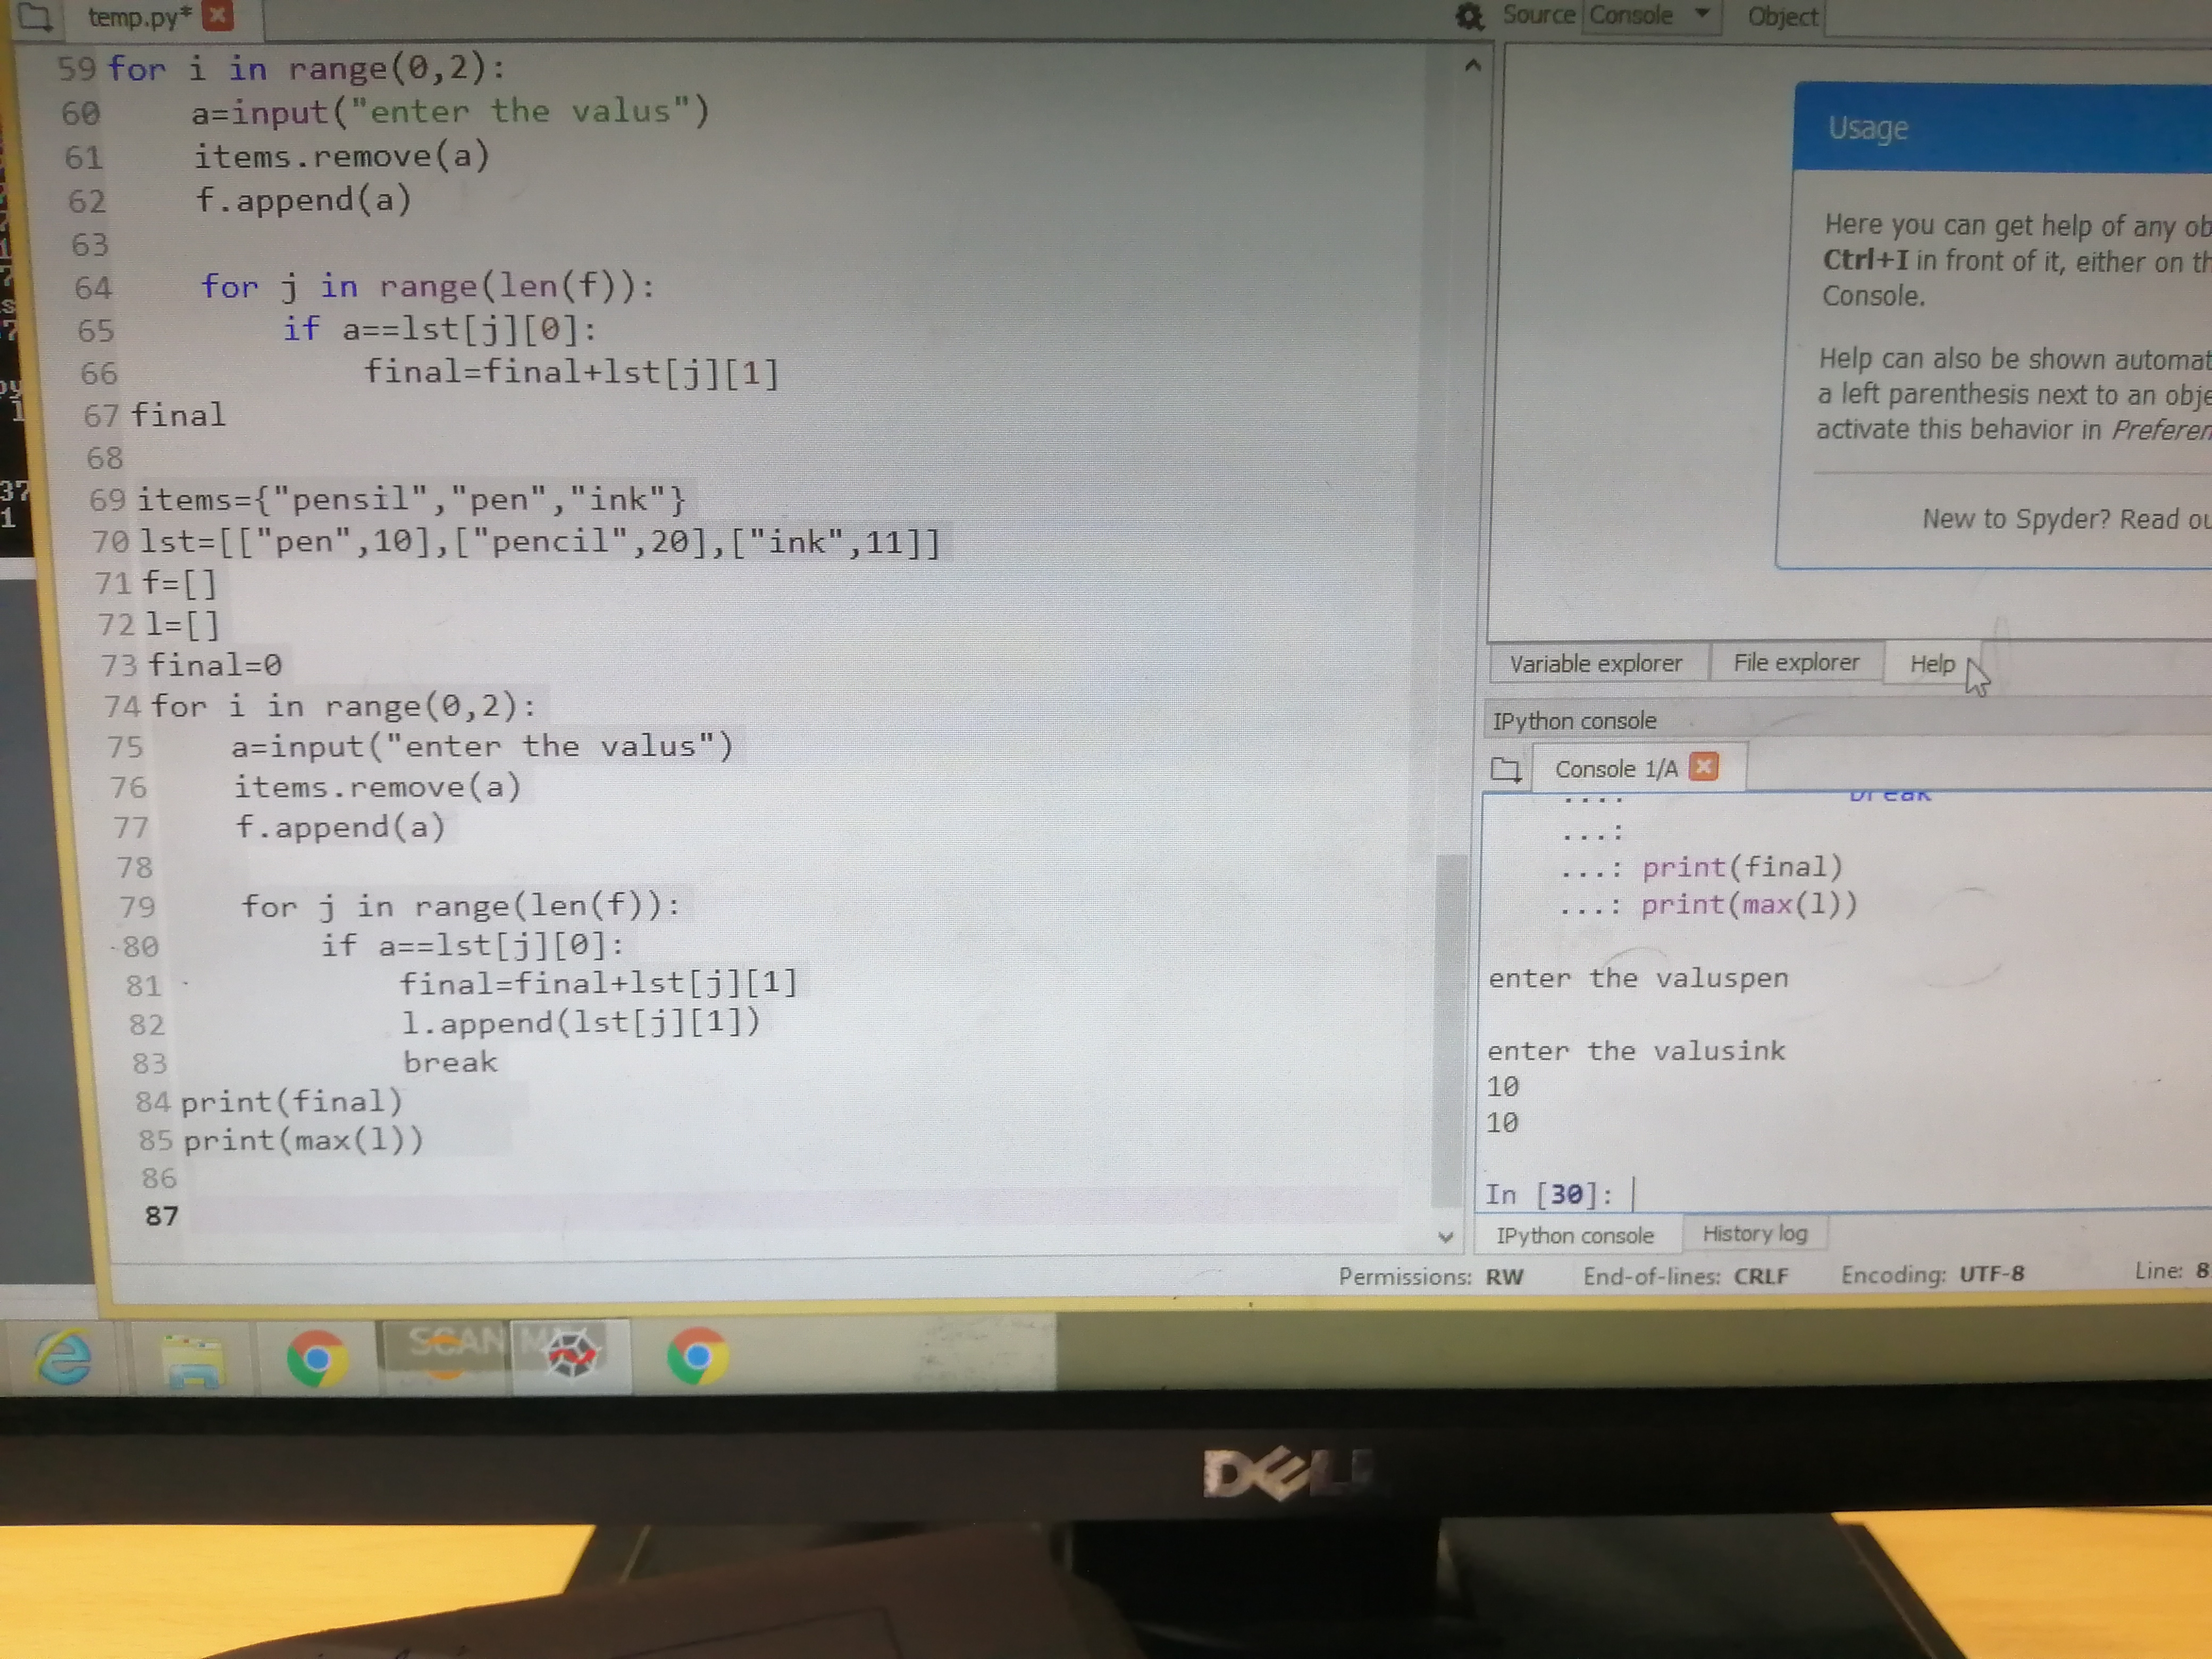 temp.py*
59 for i in range(0,2):
60 a=input("enter the valus")
61 items.remove(a)
62 f.append(a)
63
64 for j in range(len(f)):
65 if a==lst[j][0]:
66 final=final+lst[j][1]
67 final
68
69 items={"pensil","pen","ink"}
70 lst=[["pen",10],["pencil",20],["ink",11]]
71 f=[]
72 l=[]
73 final=0
74 for i in range(0,2):
75 a=input("enter the valus")
76 items.remove(a)
77 f.append(a)
78
79 for j in range(len(f)):
80 if a==lst[j][0]:
81 final=final+lst[j][1]
82 l.append(lst[j][1])
83 break
84 print(final)
85 print(max(l))
86
87
Source Console Object
Usage
Here you can get help of any ob
Ctrl+I in front of it, either on th
Console.
Help can also be shown automat
a left parenthesis next to an obje
activate this behavior in Preferen
New to Spyder? Read ou
Variable explorer File explorer Help
IPython console
Console 1/A
....: break
...:
...: print(final)
...: print(max(l))
enter the valuspen
enter the valusink
10
10
In [30]:
IPython console History log
Permissions: RW End-of-lines: CRLF Encoding: UTF-8 Line: 8
SCAN
DELL